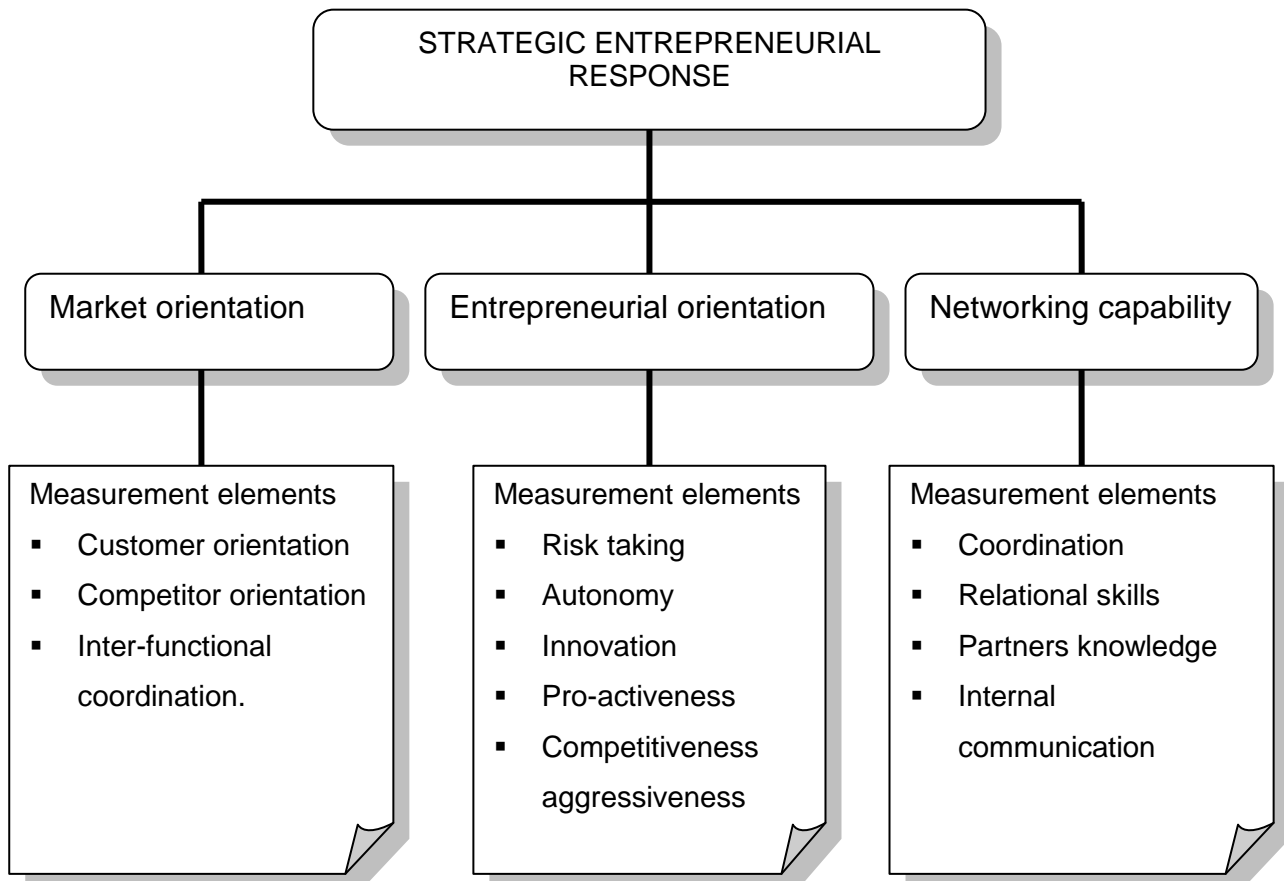 STRATEGIC ENTREPRENEURIAL
RESPONSE
Market orientation
Entrepreneurial orientation
Networking capability
Measurement elements
▪ Customer orientation
▪ Competitor orientation
▪ Inter-functional
coordination.
Measurement elements
▪ Risk taking
▪ Autonomy
▪ Innovation
▪ Pro-activeness
▪ Competitiveness
aggressiveness
Measurement elements
▪ Coordination
▪ Relational skills
▪ Partners knowledge
▪ Internal
communication